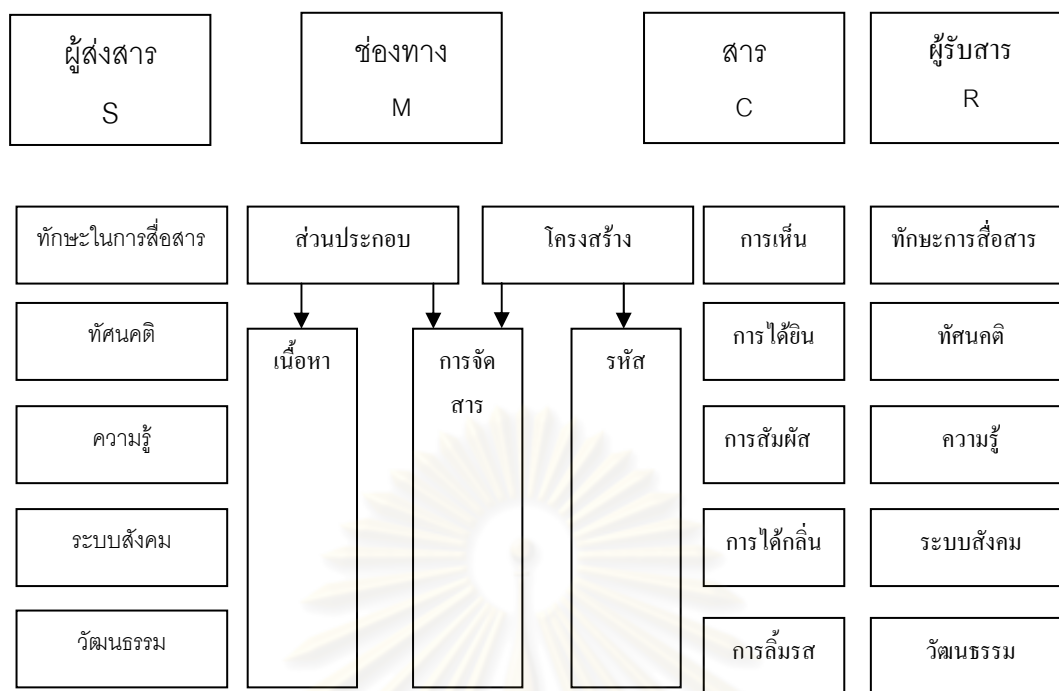 ผู้ส่งสาร
S
ช่องทาง
M
สาร
C
ผู้รับสาร
R
ทักษะในการสื่อสาร
ส่วนประกอบ
โครงสร้าง
การเห็น
ทักษะการสื่อสาร
ทัศนคติ
เนื้อหา
การจัด
สาร
รหัส
การได้ยิน
ทัศนคติ
ความรู้
การสัมผัส
ความรู้
ระบบสังคม
การได้กลิ่น
ระบบสังคม
วัฒนธรรม
การลิ้มรส
วัฒนธรรม